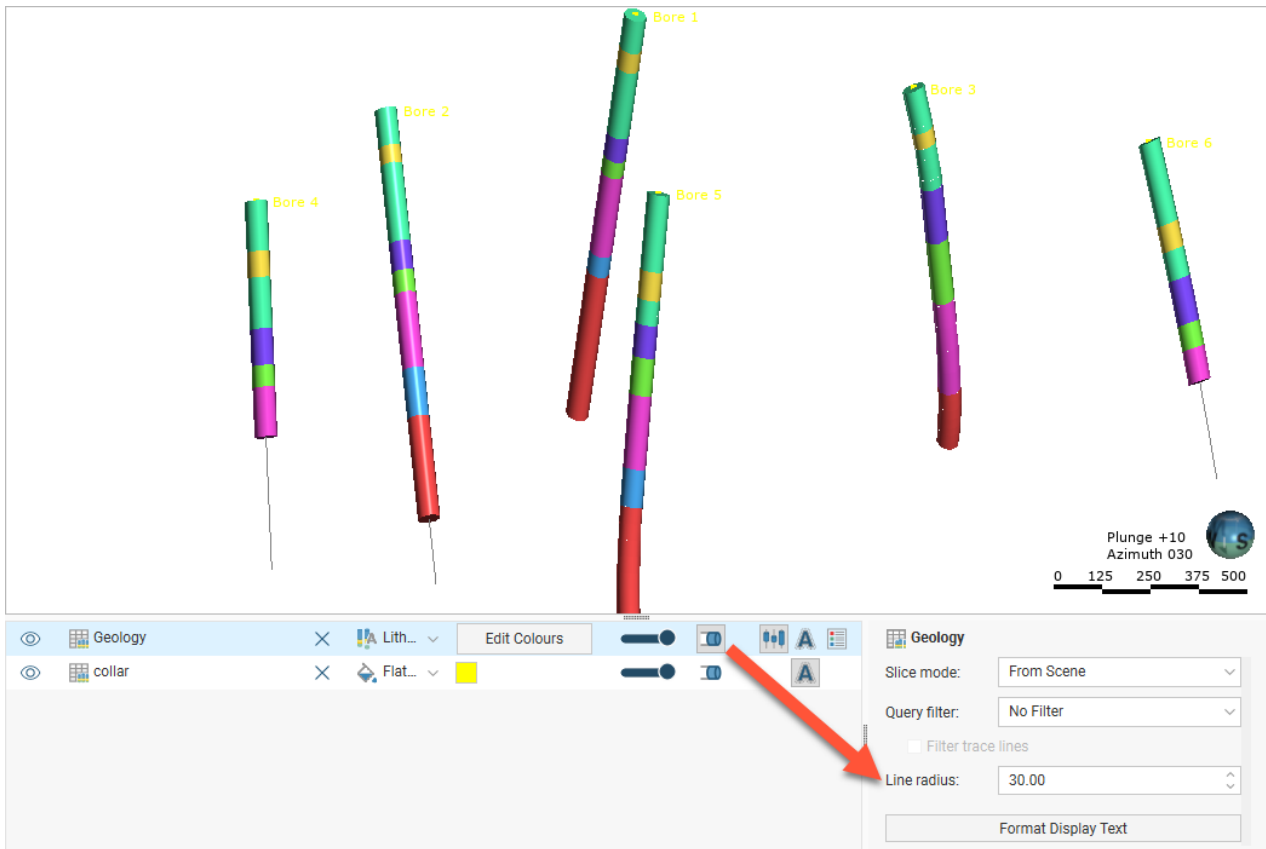 Bore 1
Bore 3
Bore 2
Bore 6
Bore 5
Bore 4
Plunge +10
Azimuth 030
S
0 125 250 375 500
Geology
Lith...
Edit Colours
A
collar
Flat...
A
Geology
Slice mode: From Scene
Query filter: No Filter
Filter trace lines
Line radius: 30.00
Format Display Text